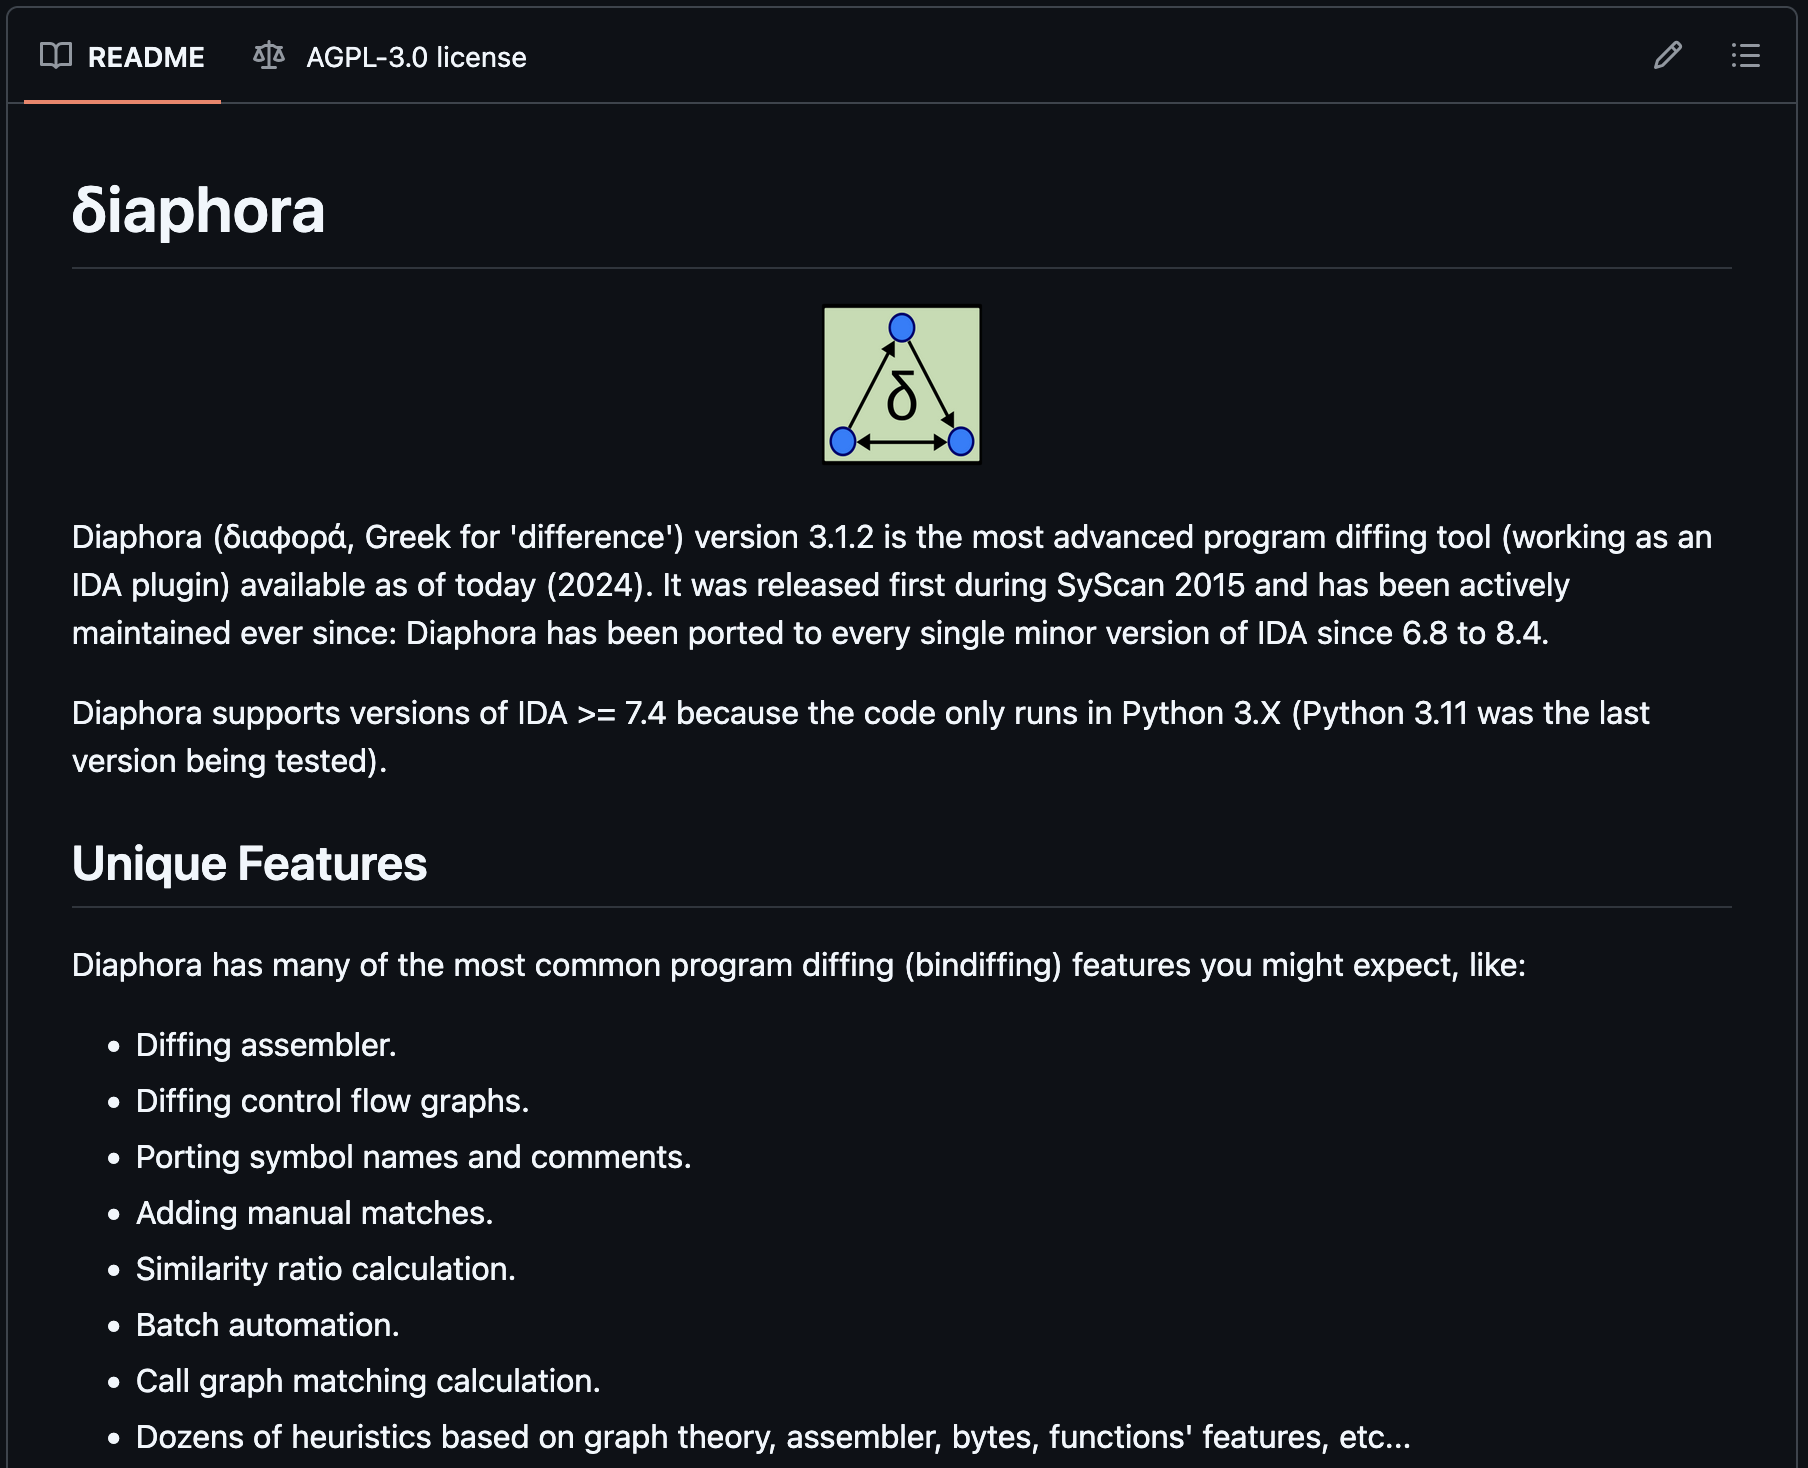 README
AGPL-3.0 license
δiaphora
δ
Diaphora (διαφορά, Greek for 'difference') version 3.1.2 is the most advanced program diffing tool (working as an
IDA plugin) available as of today (2024). It was released first during SyScan 2015 and has been actively
maintained ever since: Diaphora has been ported to every single minor version of IDA since 6.8 to 8.4.
Diaphora supports versions of IDA >= 7.4 because the code only runs in Python 3.X (Python 3.11 was the last
version being tested).
Unique Features
Diaphora has many of the most common program diffing (bindiffing) features you might expect, like:
• Diffing assembler.
• Diffing control flow graphs.
• Porting symbol names and comments.
• Adding manual matches.
• Similarity ratio calculation.
• Batch automation.
• Call graph matching calculation.
• Dozens of heuristics based on graph theory, assembler, bytes, functions' features, etc...